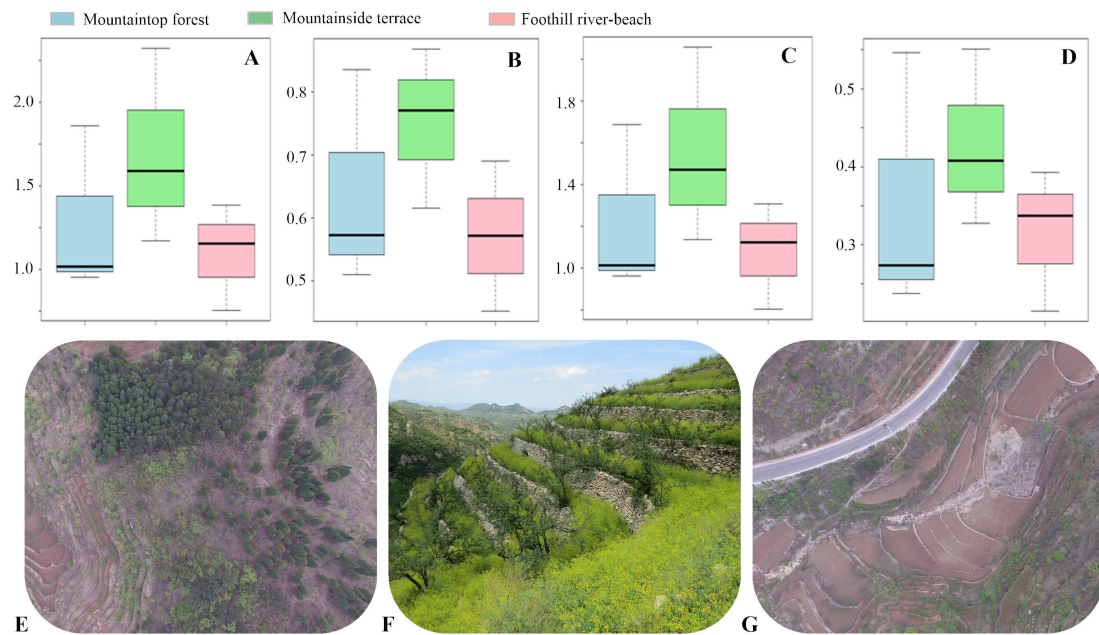 Mountaintop forest Mountainside terrace Foothill river-beach
A B C D
2.0 0.8 1.8 0.5
1.5 0.7 1.4 0.4
1.0 0.6 1.0 0.3
0.5
E F G